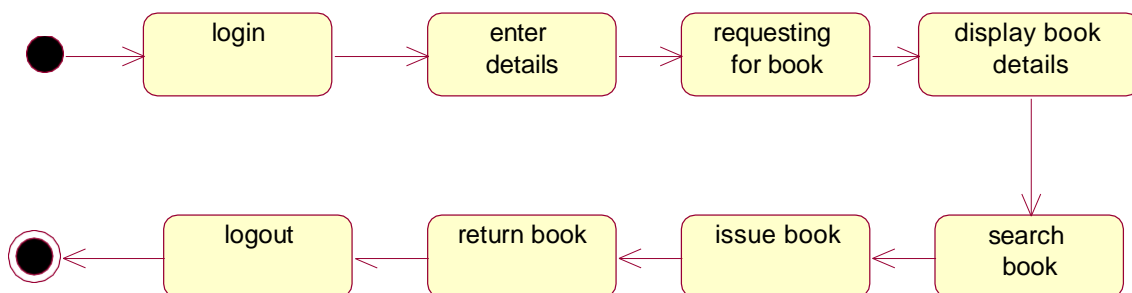 login
enter
details
requesting
for book
display book
details
logout
return book
issue book
search
book